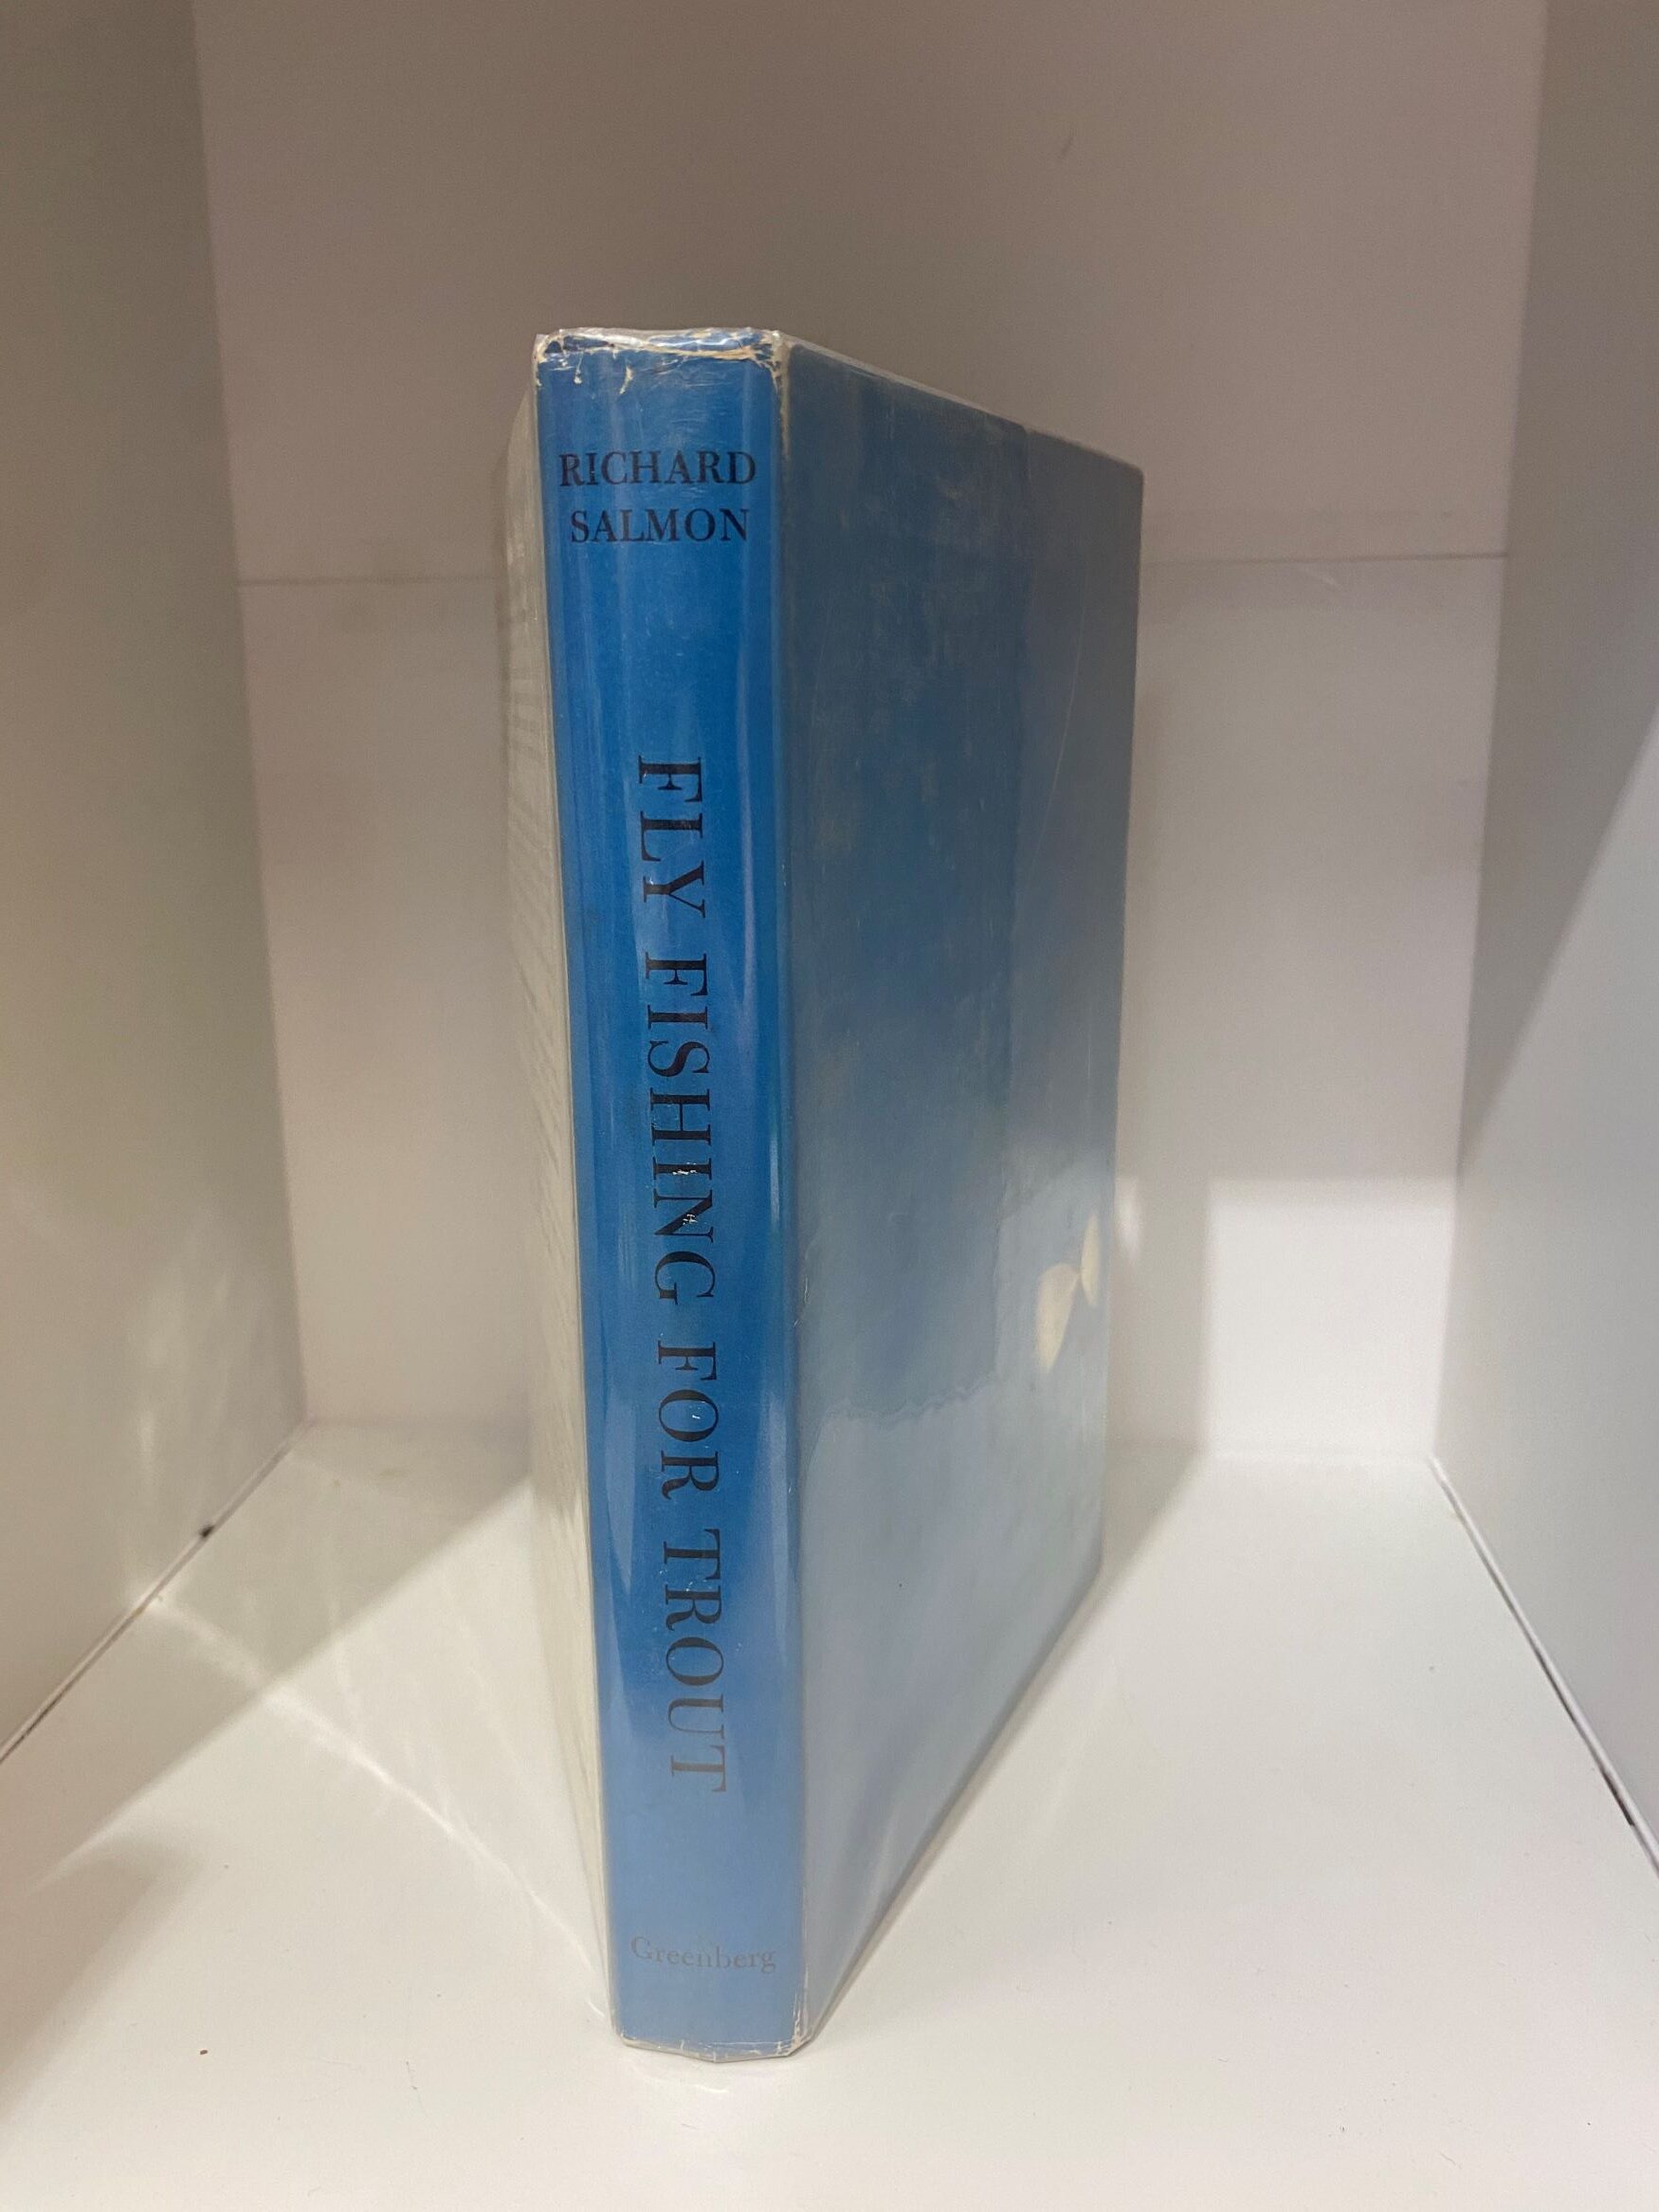 RICHARD
SALMON
FLY FISHING FOR TROUT
Greenberg